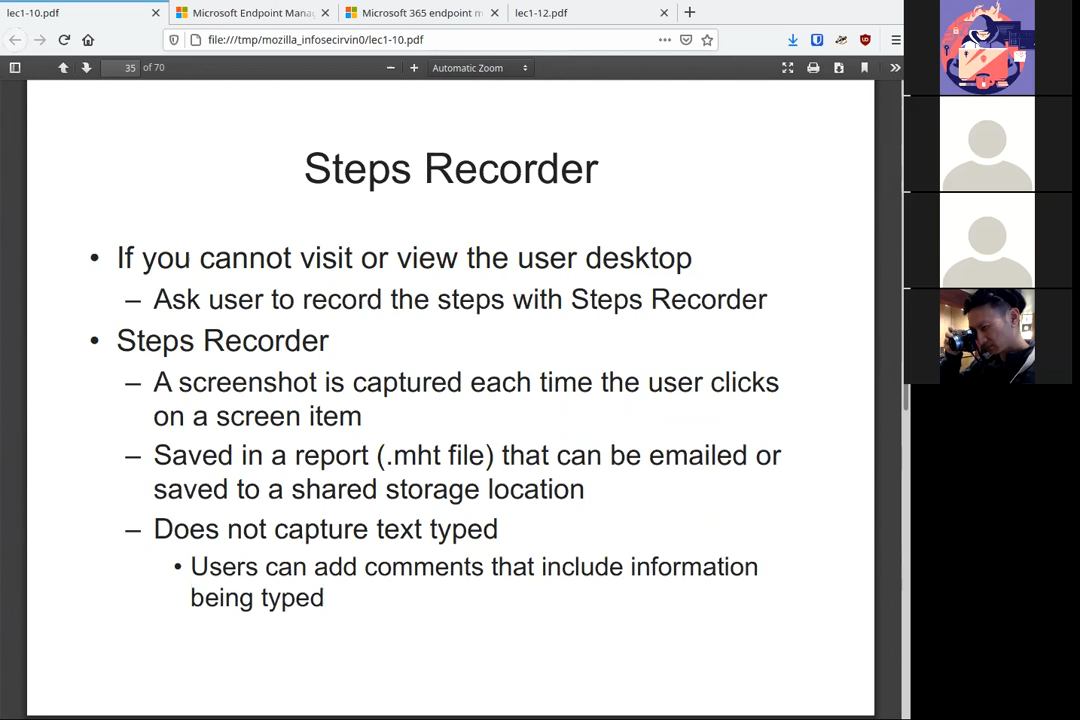 lec1-10.pdf
Microsoft Endpoint Mana
Microsoft 365 endpoint m
lec1-12.pdf
file:///tmp/mozilla_infosecirvin0/lec1-10.pdf
35 of 70
Automatic Zoom
Steps Recorder
• If you cannot visit or view the user desktop
– Ask user to record the steps with Steps Recorder
• Steps Recorder
– A screenshot is captured each time the user clicks
on a screen item
– Saved in a report (.mht file) that can be emailed or
saved to a shared storage location
– Does not capture text typed
• Users can add comments that include information
being typed